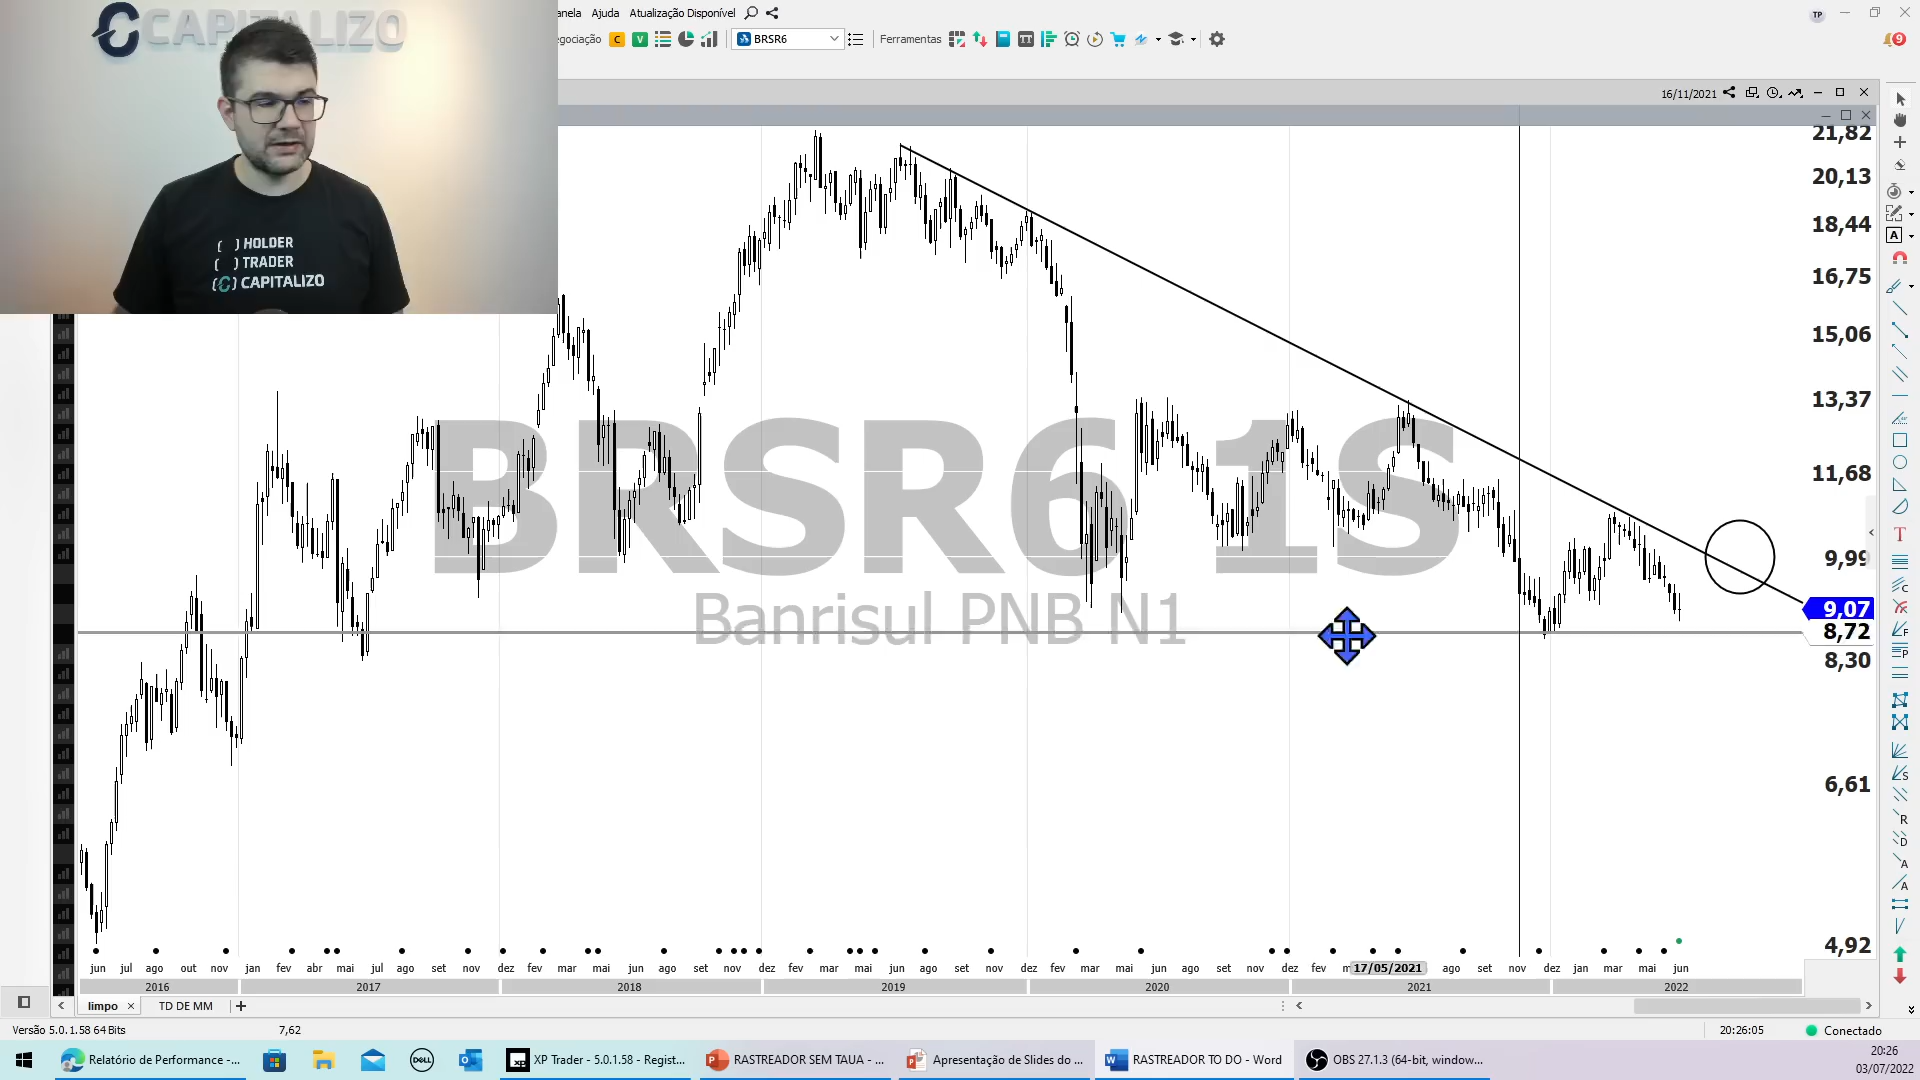 CAPITALIZO
( ) HOLDER
( ) TRADER
CAPITALIZO
anela Ajuda Atualização Disponível
TP
egociação C V BRSR6 Ferramentas
9
16/11/2021
21,82
20,13
18,44
16,75
15,06
13,37
11,68
9,99
9,07
8,72
8,30
6,61
4,92
BRSR6 1S
Banrisul PNB N1
jun jul ago out nov jan fev abr mai jul ago set nov dez mar mai jun ago set nov dez fev mar mai jun ago set nov dez fev mar mai jun ago set nov dez fev 17/05/2021 ago set nov dez jan mar mai jun
2016 2017 2018 2019 2020 2021 2022
limpo × TD DE MM +
Versão 5.0.1.58 64 Bits 7,62 20:26:05 Conectado
Relatório de Performance -... DELL XP Trader - 5.0.1.58 - Regist... RASTREADOR SEM TAUA - ... Apresentação de Slides do ... RASTREADOR TO DO - Word OBS 27.1.3 (64-bit, window...
20:26
03/07/2022